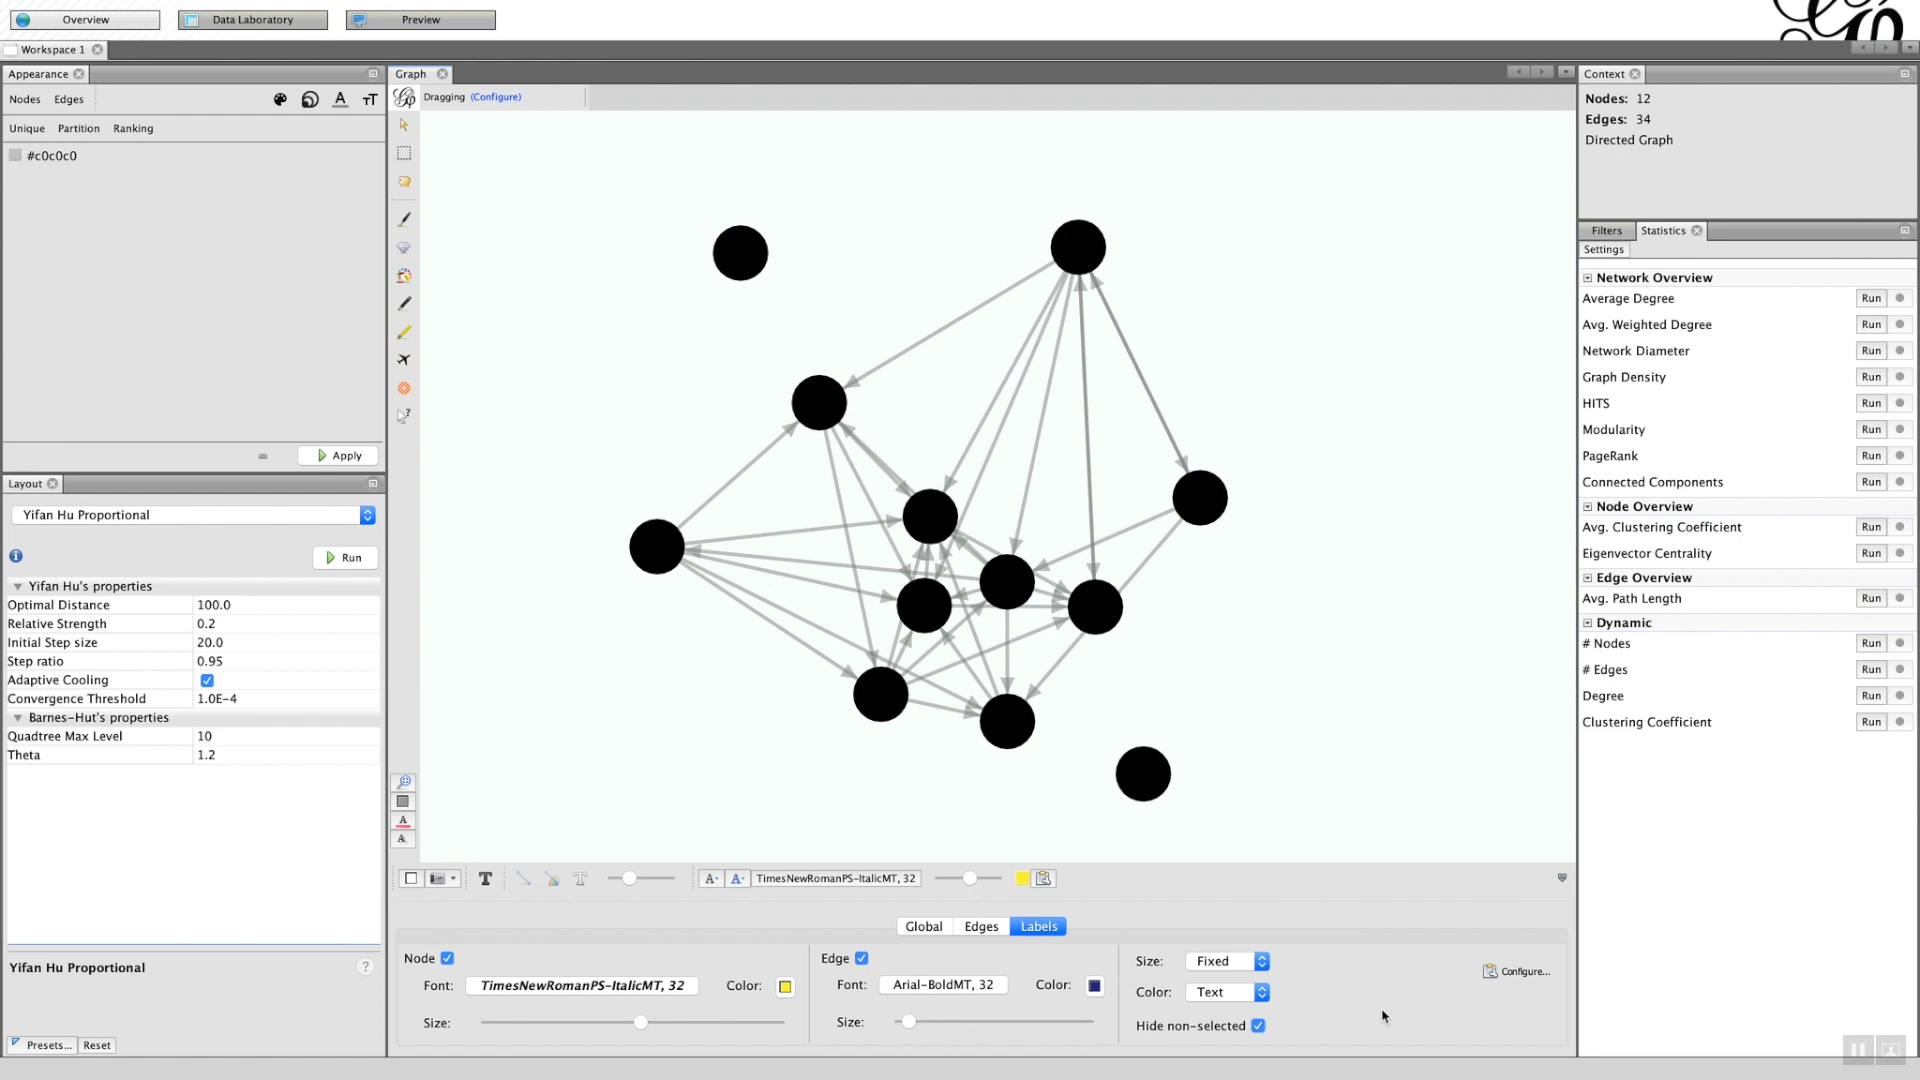 Overview
Data Laboratory
Preview
Workspace 1
Appearance
Nodes Edges
Unique Partition Ranking
#c0c0c0
Apply
Layout
Yifan Hu Proportional
Run
Yifan Hu's properties
Optimal Distance 100.0
Relative Strength 0.2
Initial Step size 20.0
Step ratio 0.95
Adaptive Cooling
Convergence Threshold 1.0E-4
Barnes-Hut's properties
Quadtree Max Level 10
Theta 1.2
Yifan Hu Proportional
?
Presets... Reset
Graph
Dragging (Configure)
TimesNewRomanPS-ItalicMT, 32
Global Edges Labels
Node
Font: TimesNewRomanPS-ItalicMT, 32 Color:
Size:
Edge
Font: Arial-BoldMT, 32 Color:
Size:
Size: Fixed
Color: Text
Hide non-selected
Configure...
Context
Nodes: 12
Edges: 34
Directed Graph
Filters Statistics
Settings
Network Overview
Average Degree Run
Avg. Weighted Degree Run
Network Diameter Run
Graph Density Run
HITS Run
Modularity Run
PageRank Run
Connected Components Run
Node Overview
Avg. Clustering Coefficient Run
Eigenvector Centrality Run
Edge Overview
Avg. Path Length Run
Dynamic
# Nodes Run
# Edges Run
Degree Run
Clustering Coefficient Run